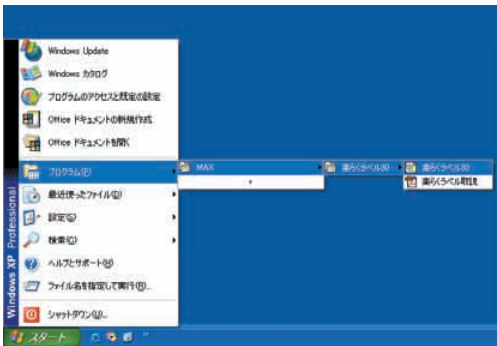 Windows Update
Windows カタログ
プログラムのアクセスと既定の設定
Office ドキュメントの新規作成
Office ドキュメントを開く
プログラム(P)
MAX
楽らくラベル30
楽らくラベル30
楽らくラベル取説
最近使ったファイル(D)
設定(S)
検索(C)
ヘルプとサポート(H)
ファイル名を指定して実行(R)...
シャットダウン(U)...
Windows XP Professional
スタート